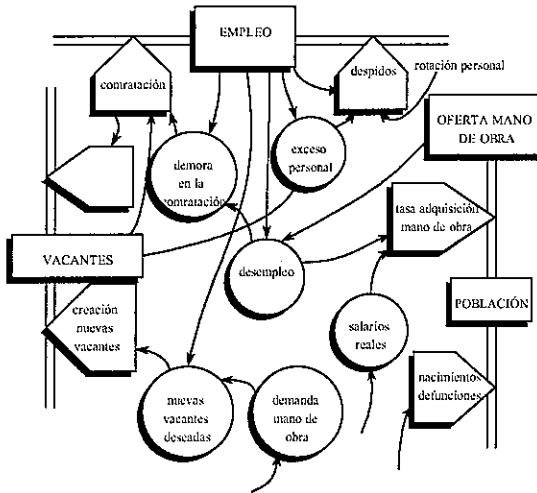 EMPLEO
contratación
despidos
rotación personal
OFERTA MANO
DE OBRA
demora
en la
contratación
exceso
personal
tasa adquisición
mano de obra
VACANTES
desempleo
POBLACIÓN
creación
nuevas
vacantes
salarios
reales
nuevas
vacantes
deseadas
demanda
mano de
obra
nacimientos
defunciones